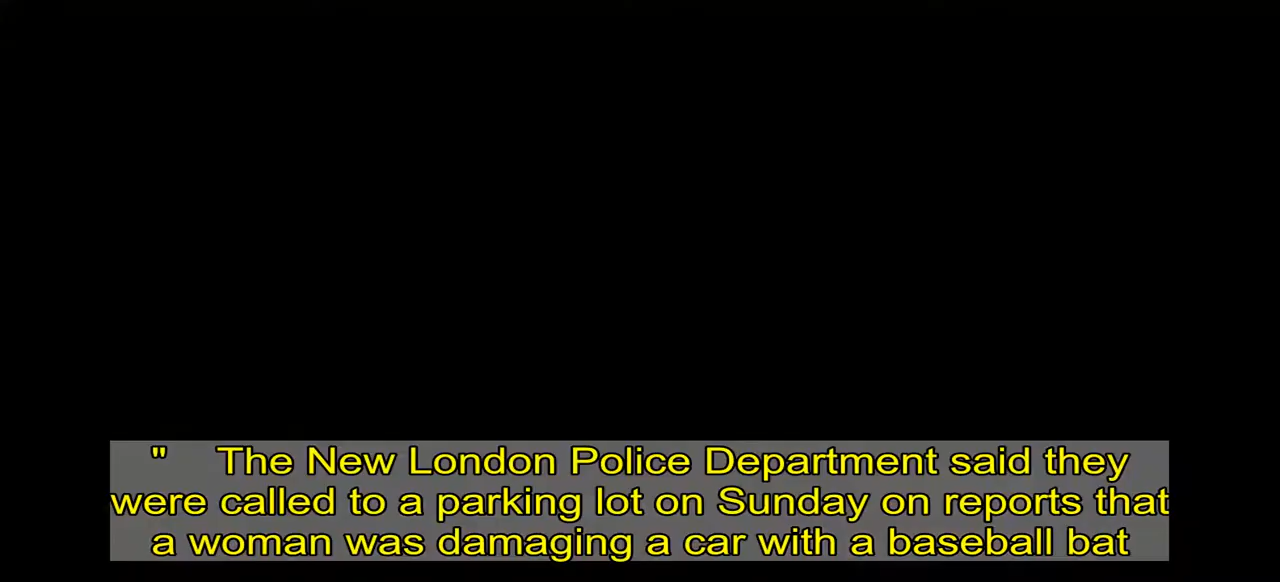 " The New London Police Department said they
were called to a parking lot on Sunday on reports that
a woman was damaging a car with a baseball bat